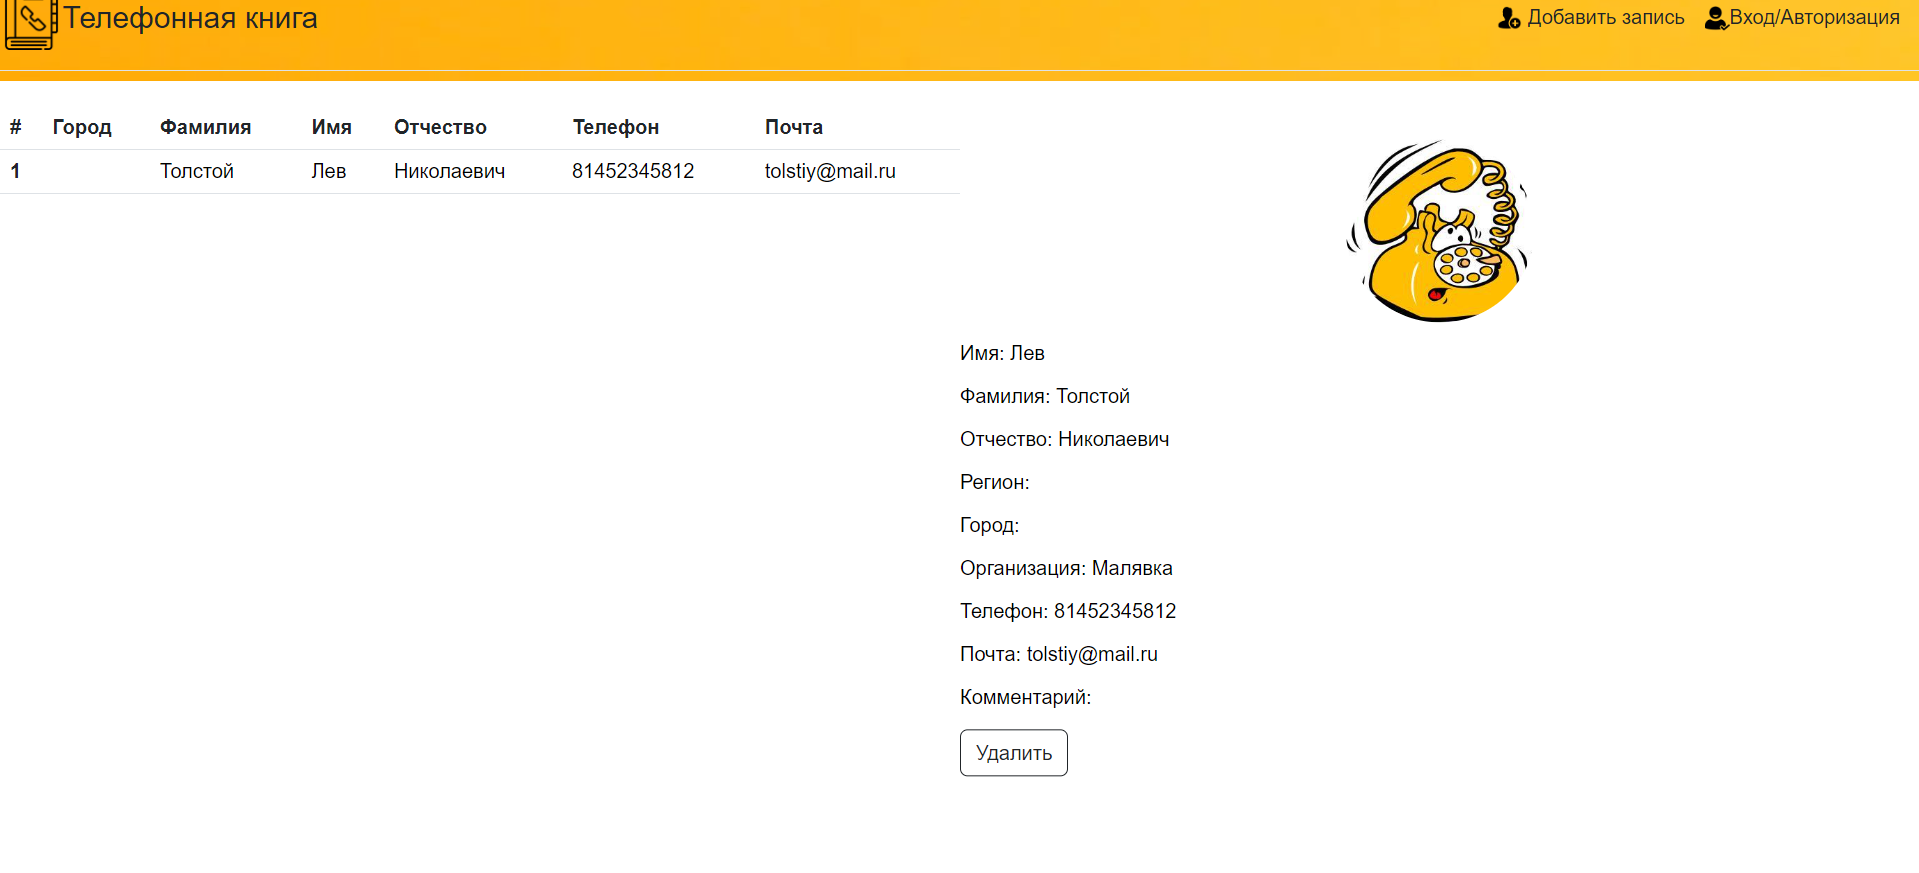 Телефонная книга
Добавить запись Вход/Авторизация
# Город Фамилия Имя Отчество Телефон Почта
1 Толстой Лев Николаевич 81452345812 tolstiy@mail.ru
Имя: Лев
Фамилия: Толстой
Отчество: Николаевич
Регион:
Город:
Организация: Малявка
Телефон: 81452345812
Почта: tolstiy@mail.ru
Комментарий:
Удалить